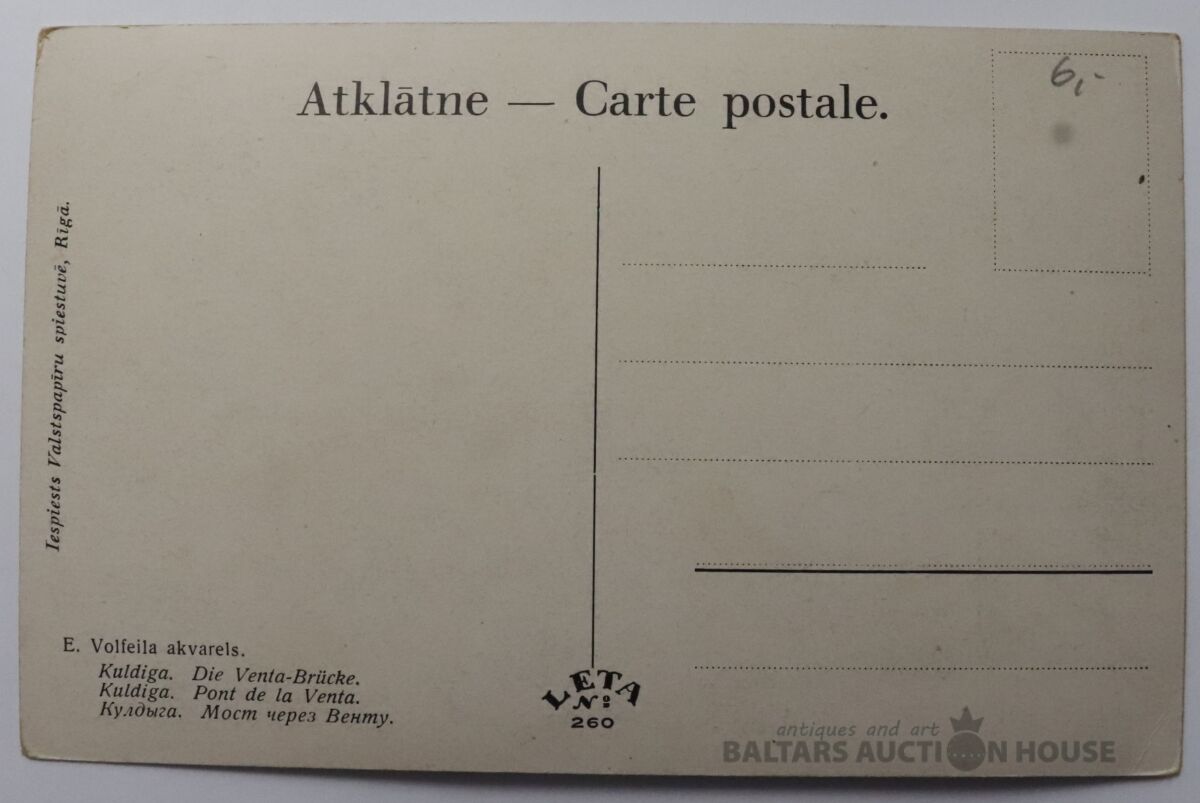 Atklātne — Carte postale.
6,-
Iespiests Valstspapīru spiestuvē, Rīgā.
E. Volfeila akvarels.
Kuldiga. Die Venta-Brücke.
Kuldiga. Pont de la Venta.
Кулдыга. Мост через Венту.
LETA
№
260
antiques and art
BALTARS AUCTION HOUSE